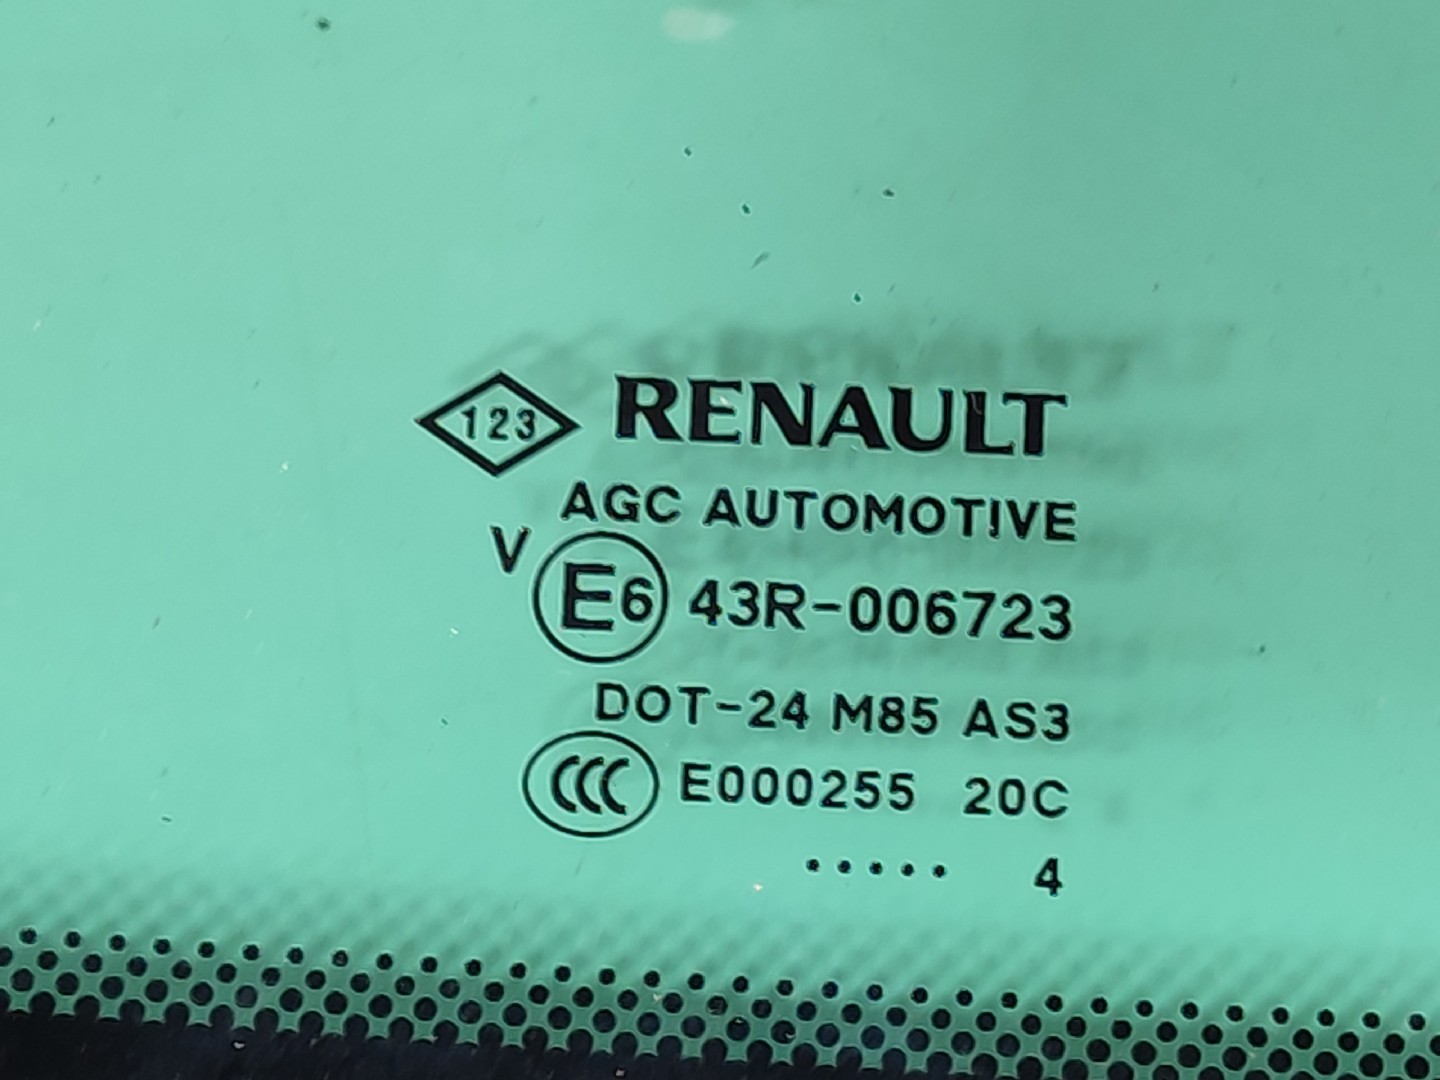 123 RENAULT
AGC AUTOMOTIVE
V E6 43R-006723
DOT-24 M85 AS3
CCC E000255 20C
..... 4